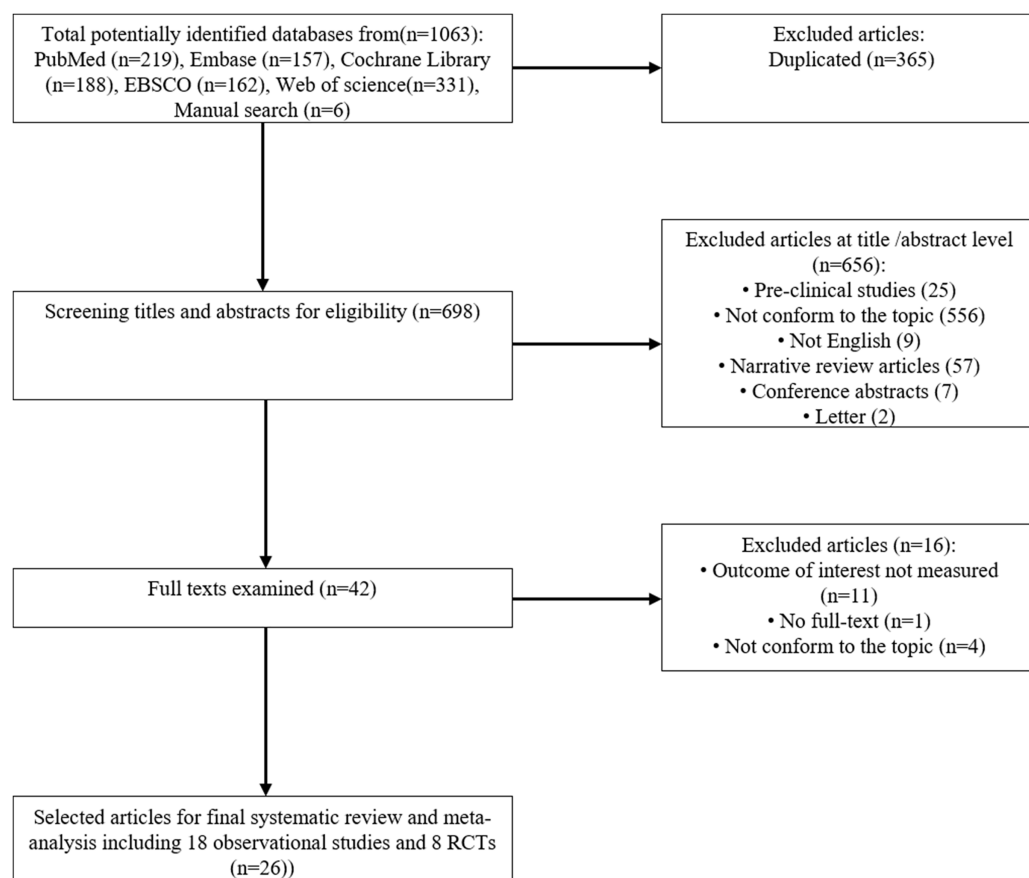 Total potentially identified databases from(n=1063):
PubMed (n=219), Embase (n=157), Cochrane Library
(n=188), EBSCO (n=162), Web of science(n=331),
Manual search (n=6)
Excluded articles:
Duplicated (n=365)
Screening titles and abstracts for eligibility (n=698)
Excluded articles at title /abstract level
(n=656):
• Pre-clinical studies (25)
• Not conform to the topic (556)
• Not English (9)
• Narrative review articles (57)
• Conference abstracts (7)
• Letter (2)
Full texts examined (n=42)
Excluded articles (n=16):
• Outcome of interest not measured
(n=11)
• No full-text (n=1)
• Not conform to the topic (n=4)
Selected articles for final systematic review and meta-
analysis including 18 observational studies and 8 RCTs
(n=26))